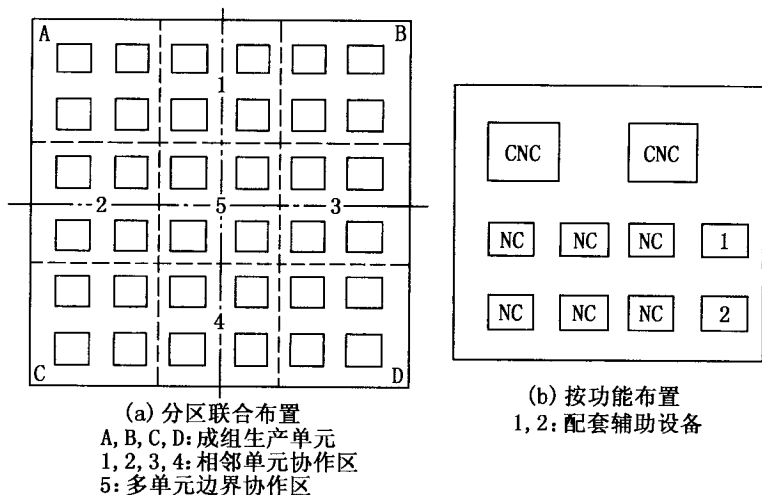 A
B
1
2
5
3
4
C
D
(a) 分区联合布置
A,B,C,D:成组生产单元
1,2,3,4:相邻单元协作区
5:多单元边界协作区
CNC CNC
NC NC NC 1
NC NC NC 2
(b) 按功能布置
1,2:配套辅助设备